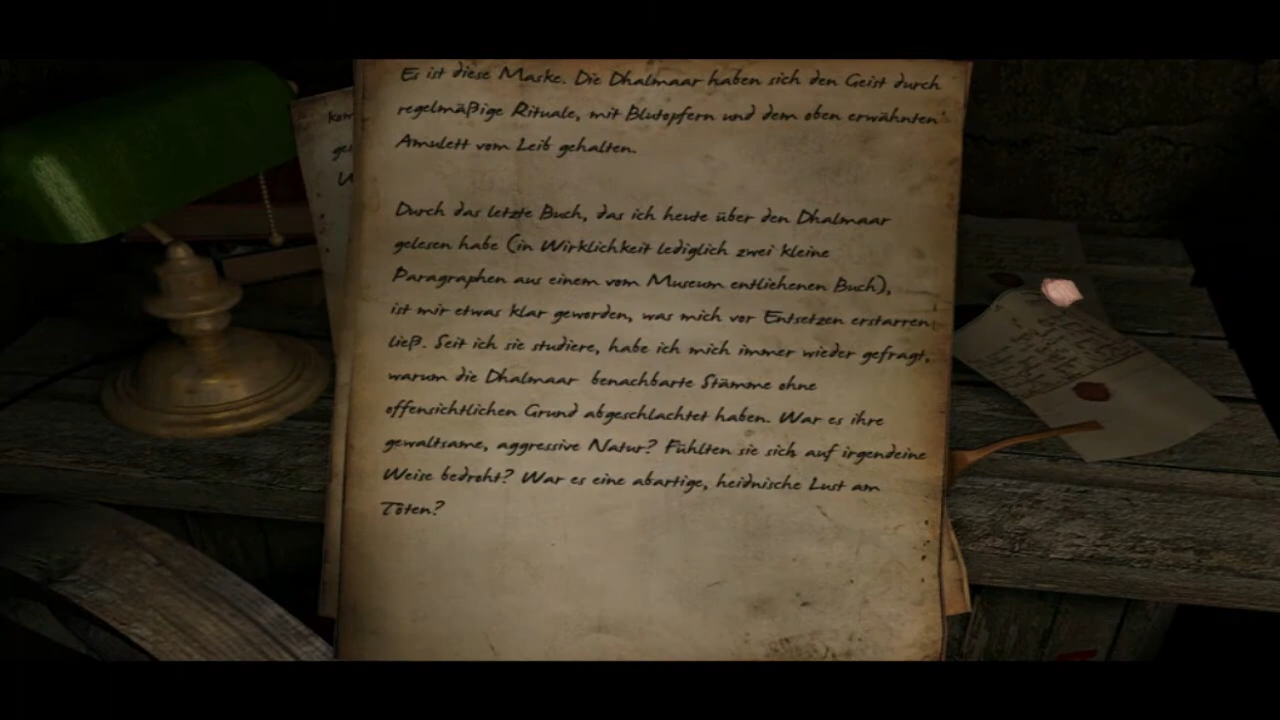 Es ist diese Maske. Die Dhalmaar haben sich den Geist durch
regelmäßige Rituale, mit Blutopfern und dem oben erwähnten
Amulett vom Leib gehalten.
Durch das letzte Buch, das ich heute über den Dhalmaar
gelesen habe (in Wirklichkeit lediglich zwei kleine
Paragraphen aus einem vom Museum entliehenen Buch),
ist mir etwas klar geworden, was mich vor Entsetzen erstarren
ließ. Seit ich sie studiere, habe ich mich immer wieder gefragt,
warum die Dhalmaar benachbarte Stämme ohne
offensichtlichen Grund abgeschlachtet haben. War es ihre
gewaltsame, aggressive Natur? Fühlten sie sich auf irgendeine
Weise bedroht? War es eine abartige, heidnische Lust am
Töten?